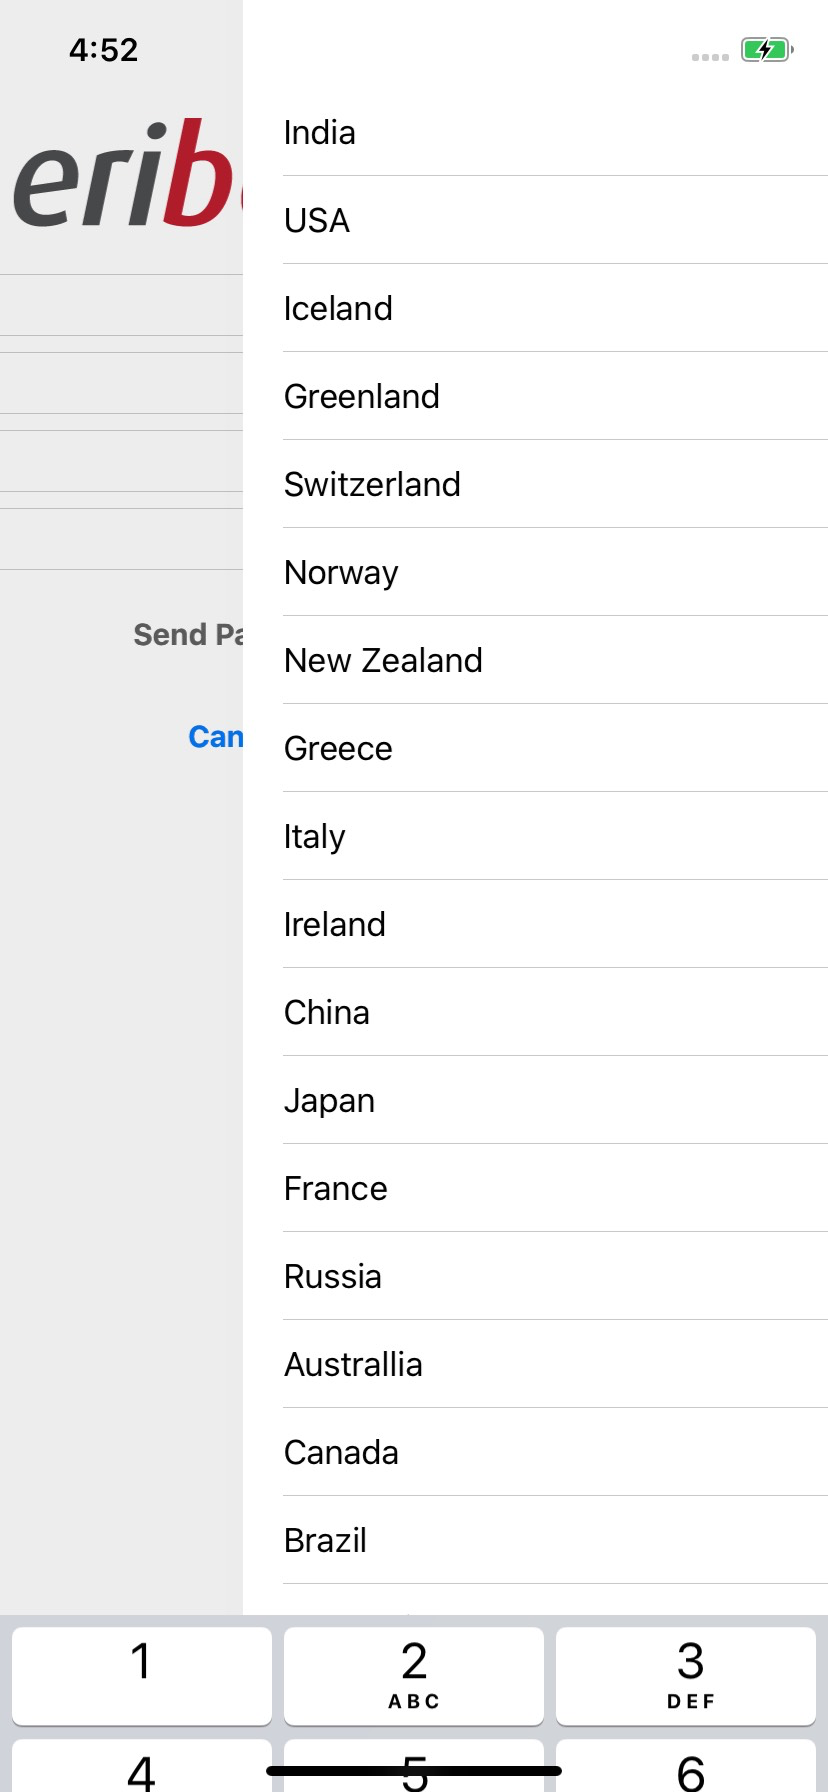 4:52
erib
India
USA
Iceland
Greenland
Switzerland
Norway
Send Pa
New Zealand
Can
Greece
Italy
Ireland
China
Japan
France
Russia
Australlia
Canada
Brazil
1 2 3
ABC DEF
4 5 6